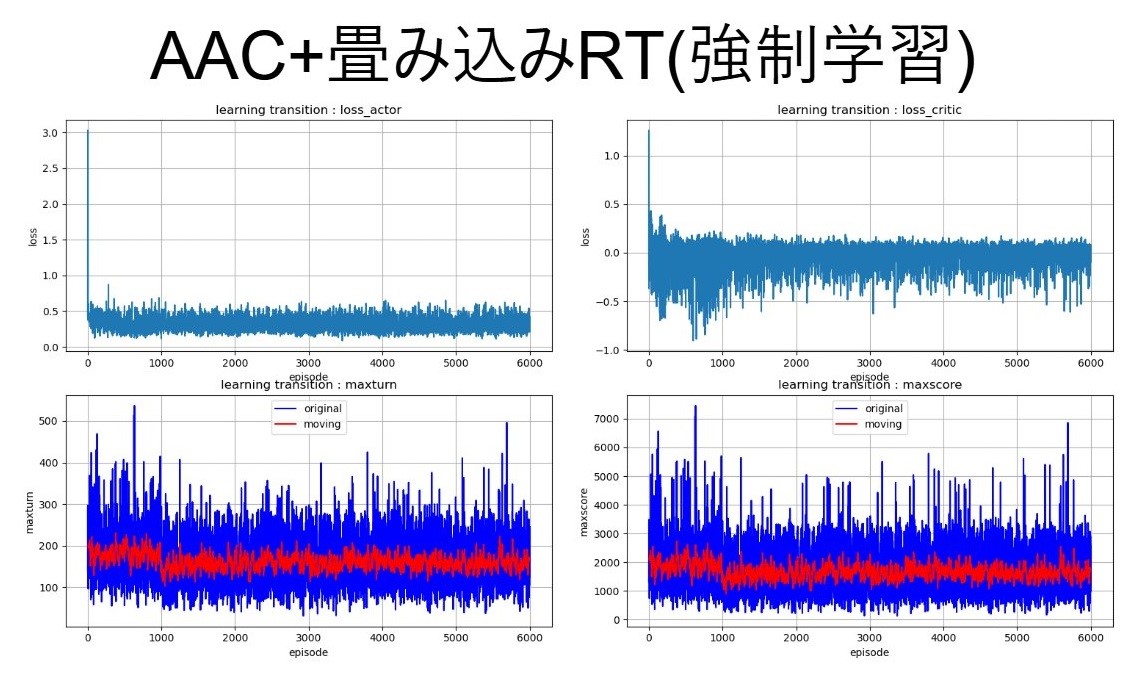 AAC+畳み込みRT(強制学習)
learning transition : loss_actor
3.0
2.5
2.0
1.5
1.0
0.5
0.0
loss
0 1000 2000 3000 4000 5000 6000
episode
learning transition : loss_critic
1.0
0.5
0.0
−0.5
−1.0
loss
0 1000 2000 3000 4000 5000 6000
episode
learning transition : maxturn
original
moving
500
400
300
200
100
maxturn
0 1000 2000 3000 4000 5000 6000
episode
learning transition : maxscore
original
moving
7000
6000
5000
4000
3000
2000
1000
0
maxscore
0 1000 2000 3000 4000 5000 6000
episode